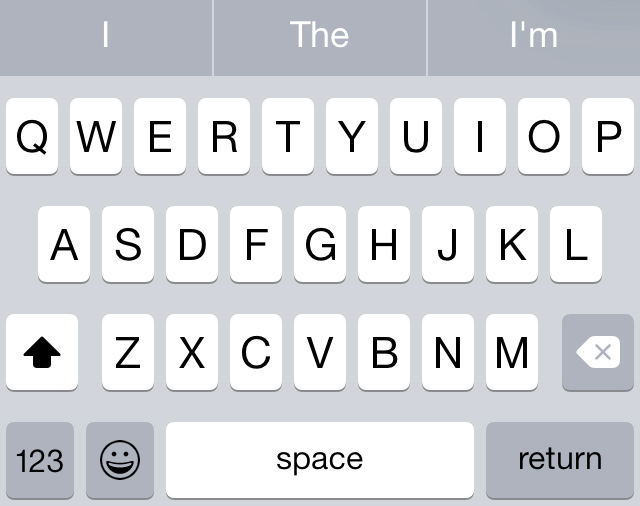 I The I'm
Q W E R T Y U I O P
A S D F G H J K L
Z X C V B N M
123 space return